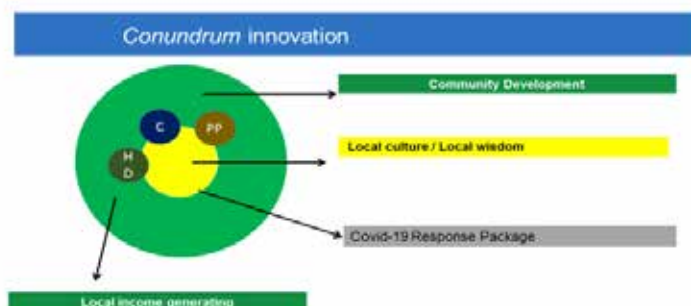 Conundrum innovation
Community Development
C
PP
Local culture / Local wisdom
H
D
Covid-19 Response Package
Local income generating